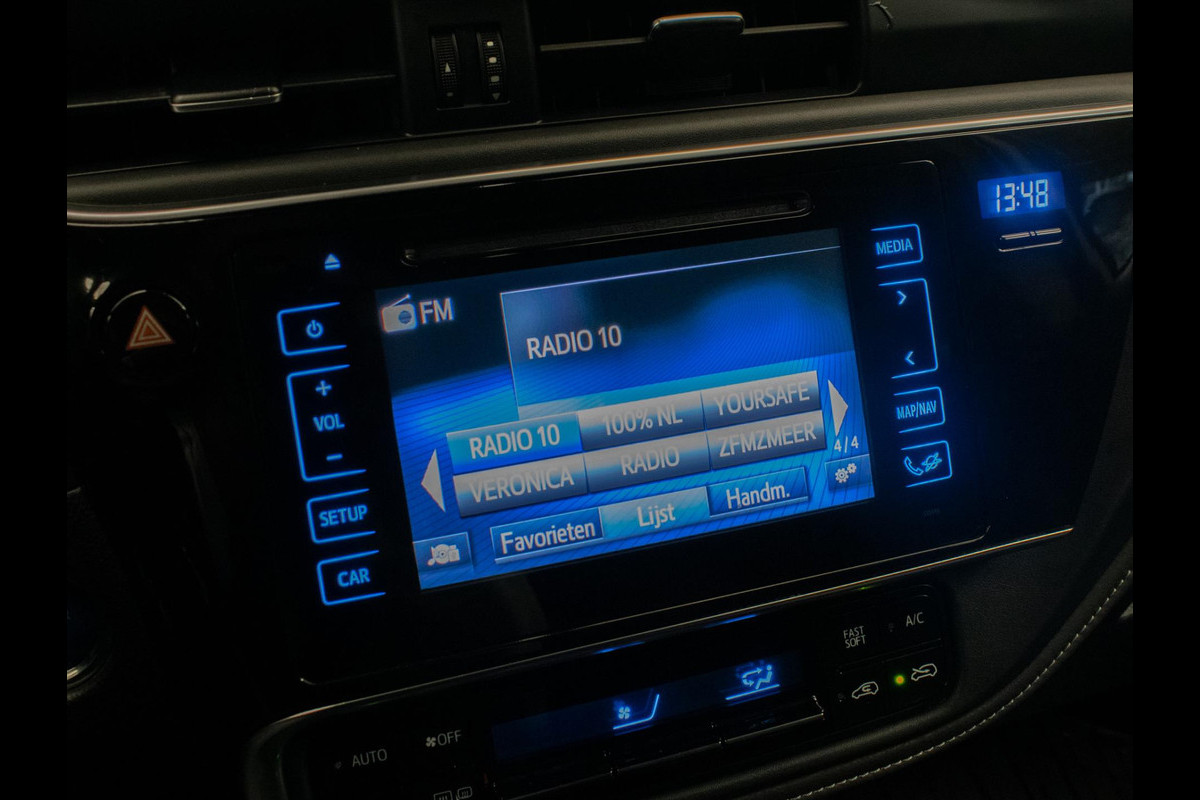 13:48
MEDIA
FM
RADIO 10
VOL
RADIO 10 100% NL YOURSAFE
VERONICA RADIO ZFMZMEER
4/4
MAP/NAV
Favorieten Lijst Handm.
SETUP
CAR
FAST
SOFT
A/C
AUTO
OFF